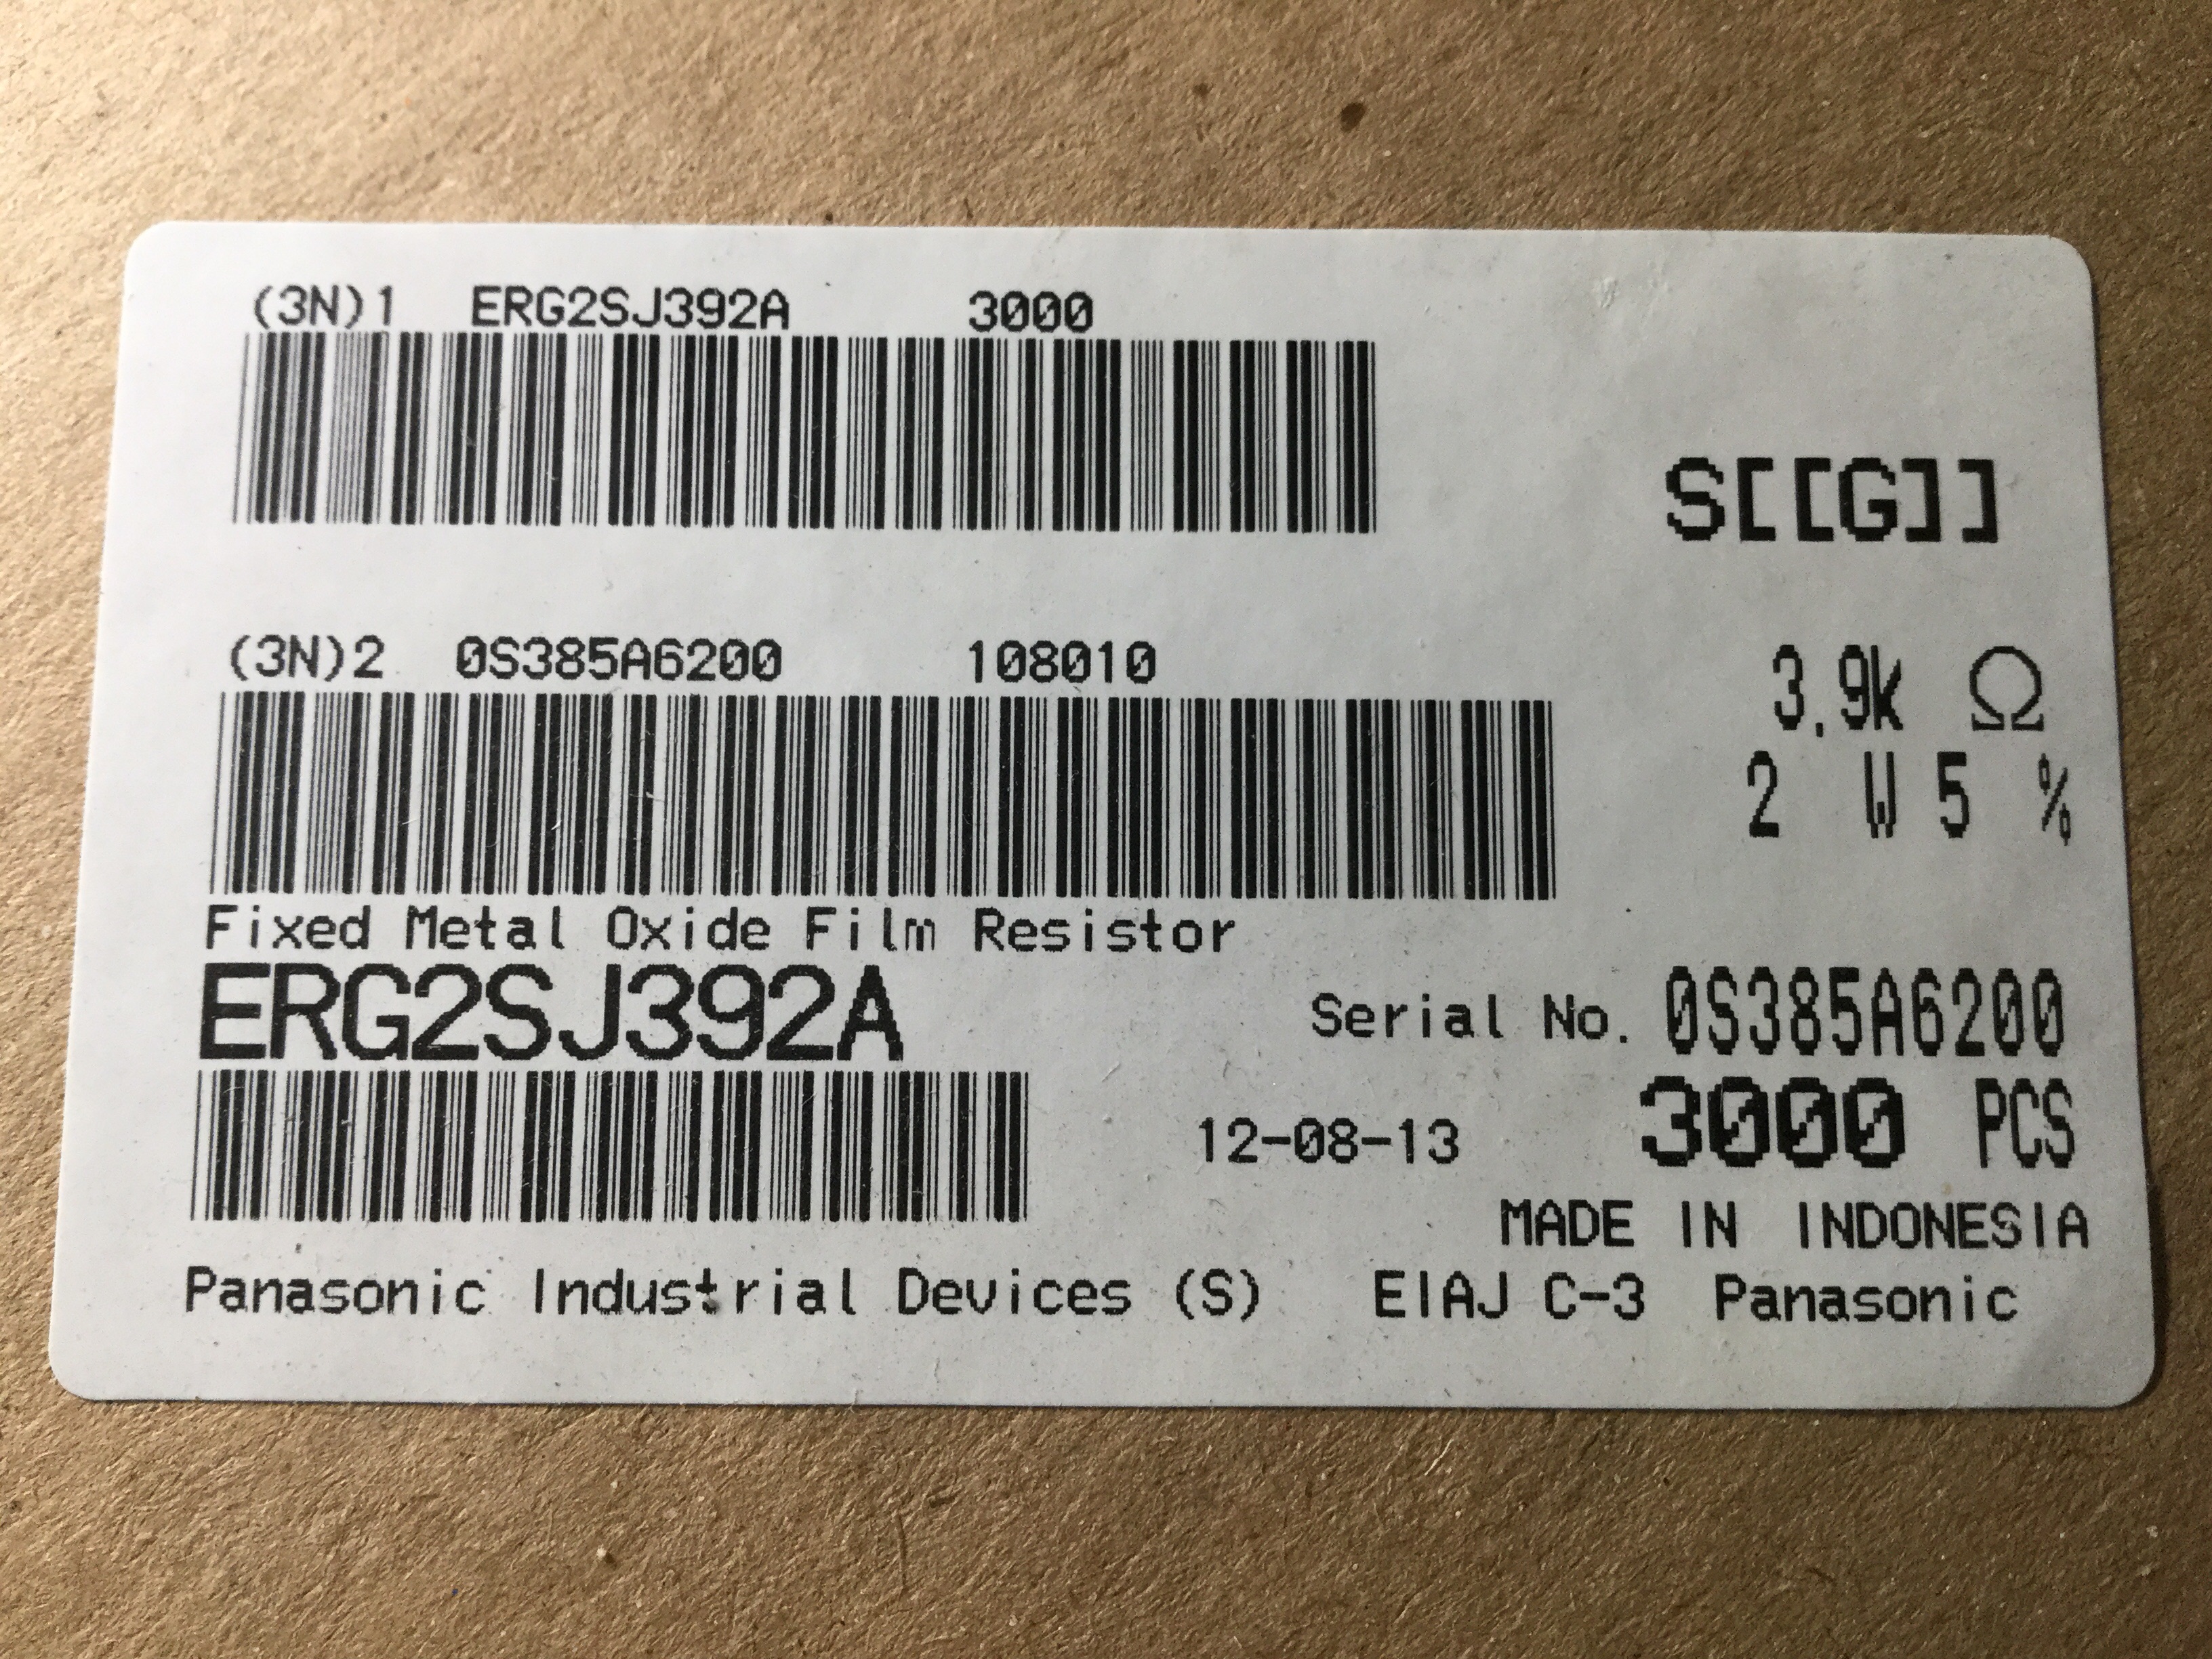 (3N)1 ERG2SJ392A 3000
S[[G]]
(3N)2 0S385A6200 108010
3.9k Ω
2 W 5 %
Fixed Metal Oxide Film Resistor
ERG2SJ392A
Serial No. 0S385A6200
12-08-13 3000 PCS
MADE IN INDONESIA
Panasonic Industrial Devices (S) EIAJ C-3 Panasonic